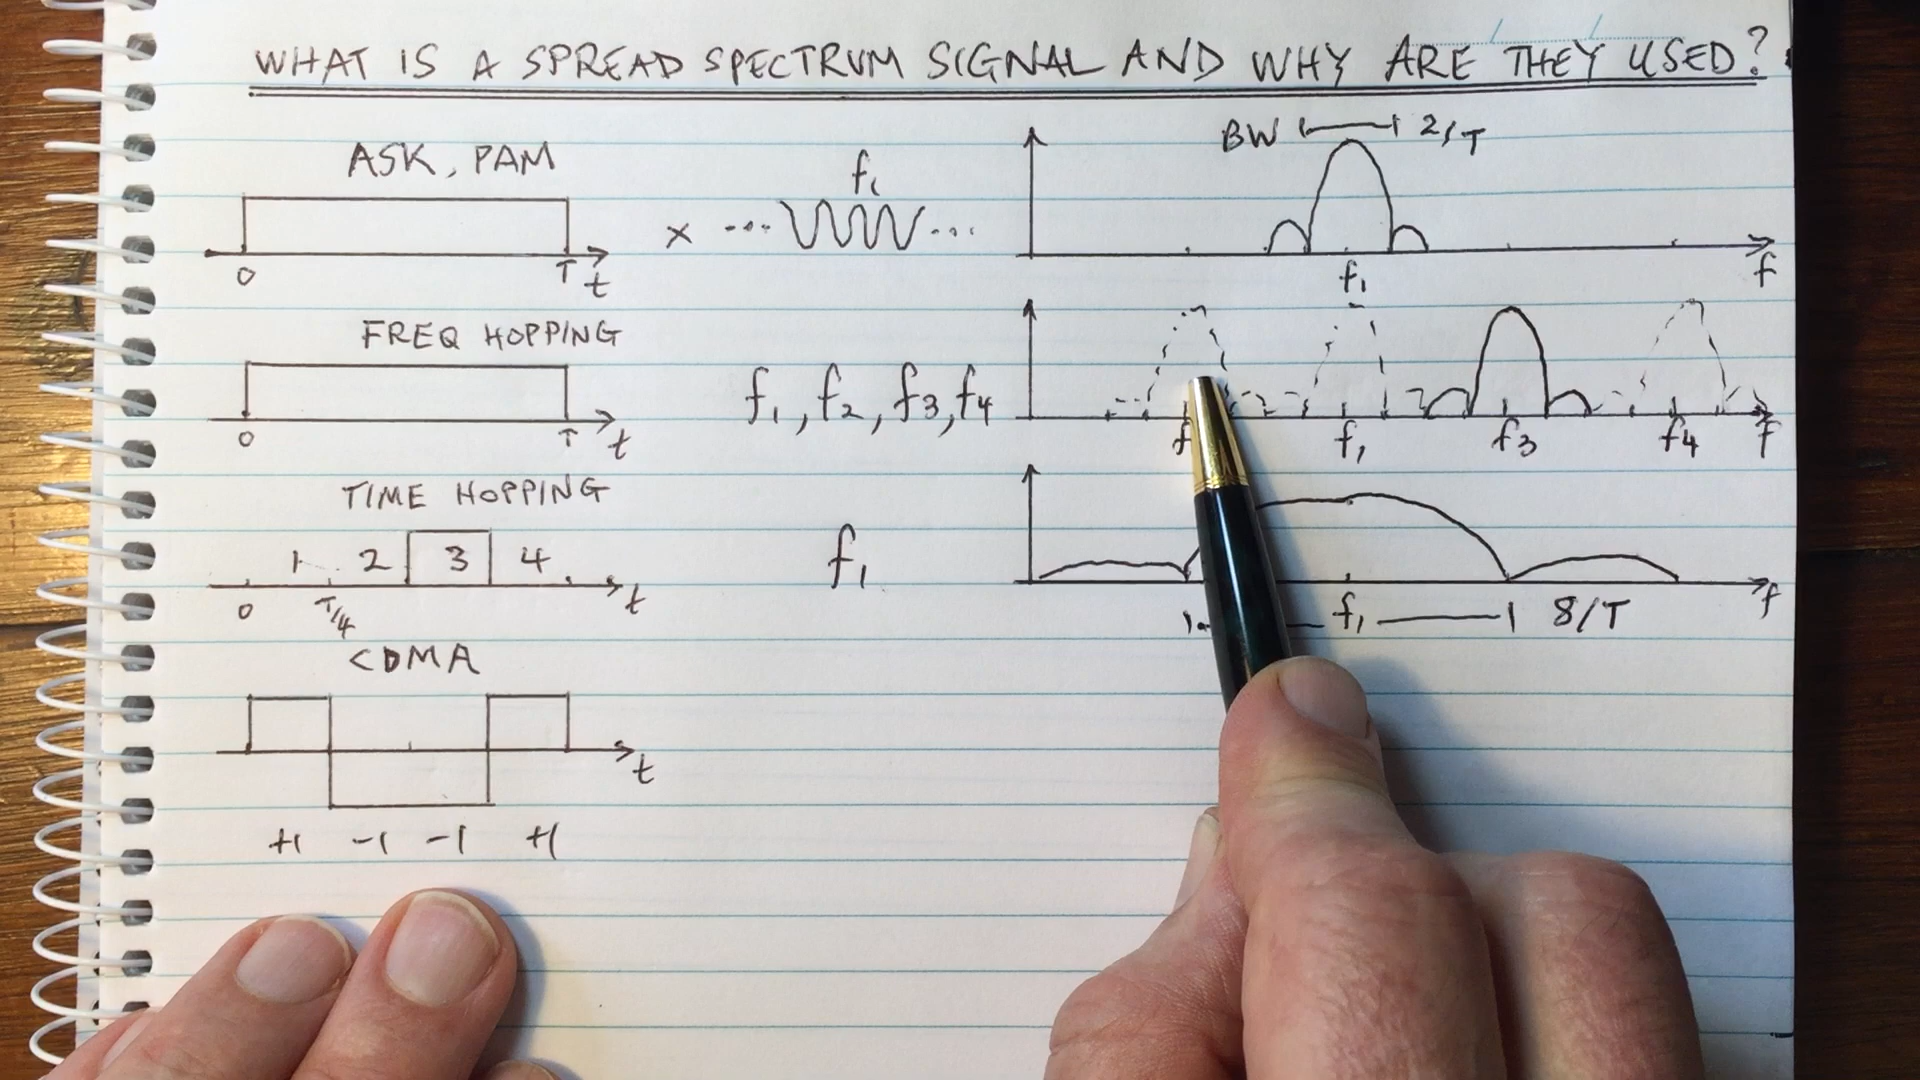 WHAT IS A SPREAD SPECTRUM SIGNAL AND WHY ARE THEY USED?
ASK, PAM
0 T t
x ... f₁ ...
BW 2/T
f₁ f
FREQ HOPPING
0 T t
f₁, f₂, f₃, f₄
f f₁ f₃ f₄ f
TIME HOPPING
1 2 3 4
0 T/4 t
f₁
f₁ 8/T f
CDMA
t
+1 -1 -1 +1